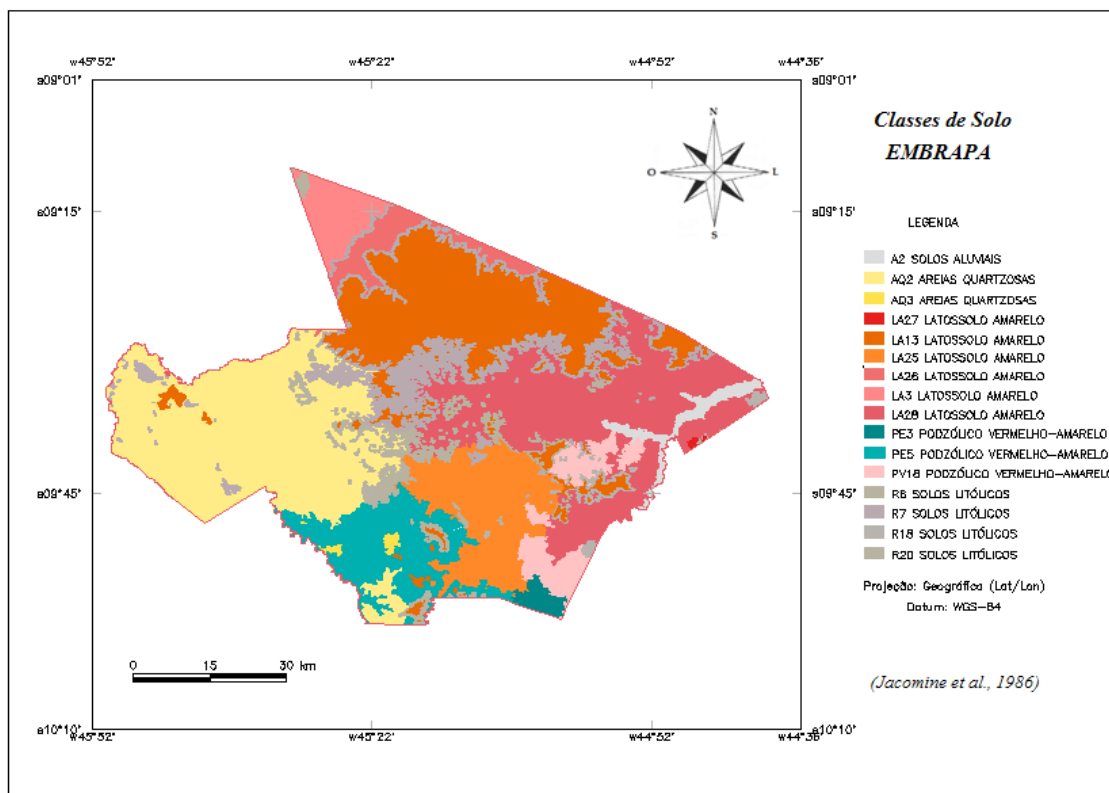 w45°52'
w45°22'
w44°52'
w44°36'
s09°01'
s09°01'
N
O
L
S
s09°15'
s09°15'
s09°45'
s09°45'
0 15 30 km
s10°10'
s10°10'
w45°52'
w45°22'
w44°52'
w44°36'
Classes de Solo
EMBRAPA
LEGENDA
A2 SOLOS ALUVIAIS
AQ2 AREIAS QUARTZOSAS
AQ3 AREIAS QUARTZOSAS
LA27 LATOSSOLO AMARELO
LA13 LATOSSOLO AMARELO
LA25 LATOSSOLO AMARELO
LA26 LATOSSOLO AMARELO
LA3 LATOSSOLO AMARELO
LA28 LATOSSOLO AMARELO
PE3 PODZÓLICO VERMELHO-AMARELO
PE5 PODZÓLICO VERMELHO-AMARELO
PV18 PODZÓLICO VERMELHO-AMARELO
R6 SOLOS LITÓLICOS
R7 SOLOS LITÓLICOS
R18 SOLOS LITÓLICOS
R20 SOLOS LITÓLICOS
Projeção: Geográfica (Lat/Lon)
Datum: WGS-84
(Jacomine et al., 1986)